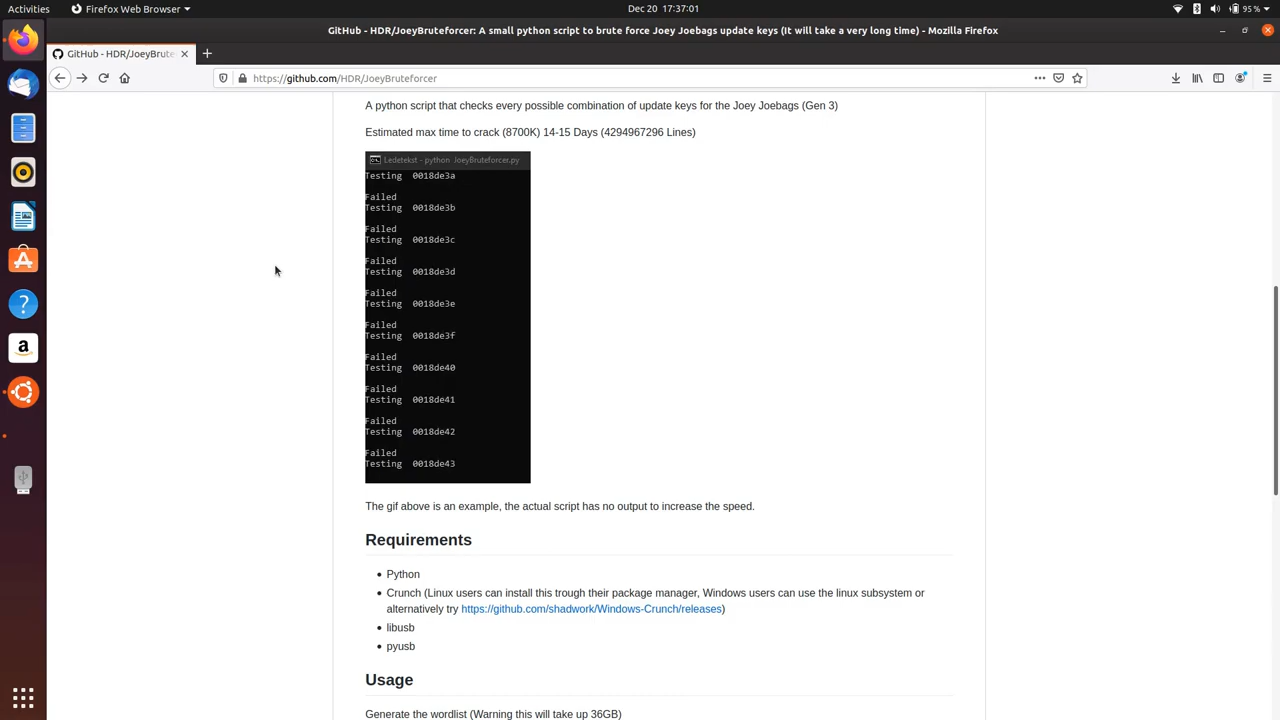 Activities
Firefox Web Browser
Dec 20 17:37:01
95 %
GitHub - HDR/JoeyBruteforcer: A small python script to brute force Joey Joebags update keys (It will take a very long time) - Mozilla Firefox
GitHub - HDR/JoeyBrute
https://github.com/HDR/JoeyBruteforcer
A python script that checks every possible combination of update keys for the Joey Joebags (Gen 3)
Estimated max time to crack (8700K) 14-15 Days (4294967296 Lines)
Ledetekst - python JoeyBruteforcer.py
Testing 0018de3a
Failed
Testing 0018de3b
Failed
Testing 0018de3c
Failed
Testing 0018de3d
Failed
Testing 0018de3e
Failed
Testing 0018de3f
Failed
Testing 0018de40
Failed
Testing 0018de41
Failed
Testing 0018de42
Failed
Testing 0018de43
The gif above is an example, the actual script has no output to increase the speed.
Requirements
Python
Crunch (Linux users can install this trough their package manager, Windows users can use the linux subsystem or
alternatively try https://github.com/shadwork/Windows-Crunch/releases)
libusb
pyusb
Usage
Generate the wordlist (Warning this will take up 36GB)